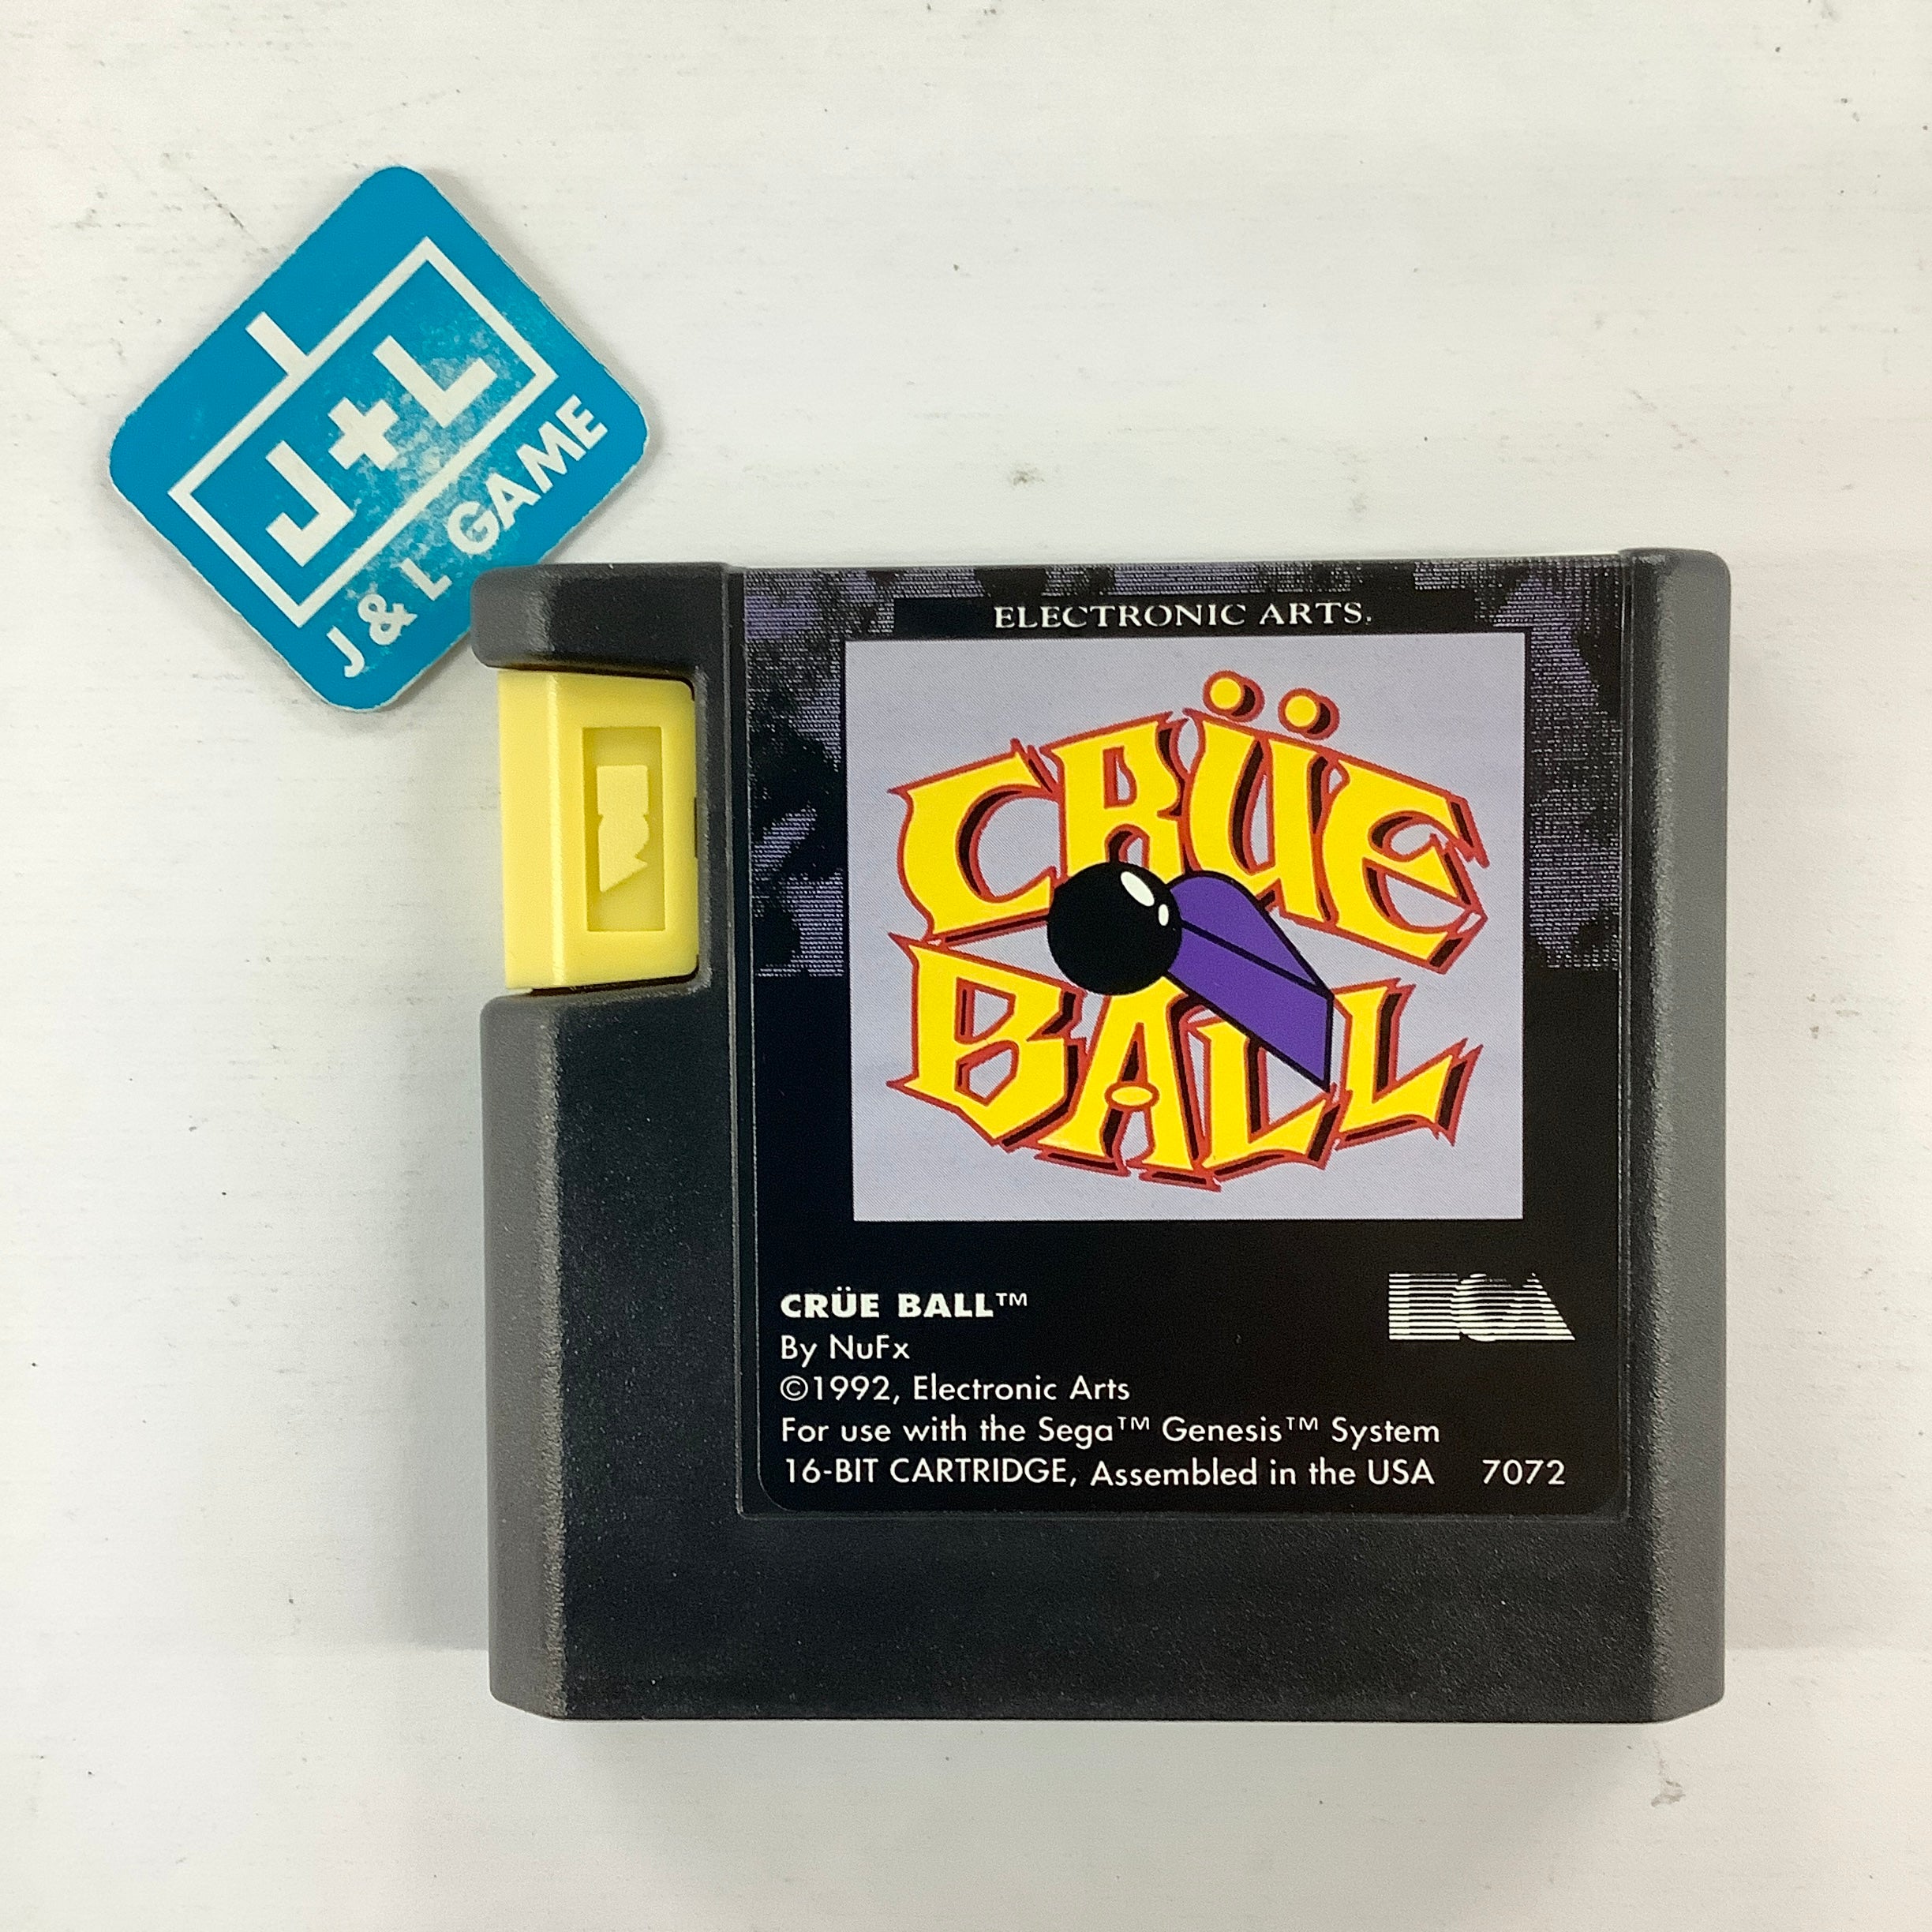 J+L
J & L GAME
ELECTRONIC ARTS.
CRÜE
BALL
CRÜE BALL™
By NuFx
EA
©1992, Electronic Arts
For use with the Sega™ Genesis™ System
16-BIT CARTRIDGE, Assembled in the USA 7072